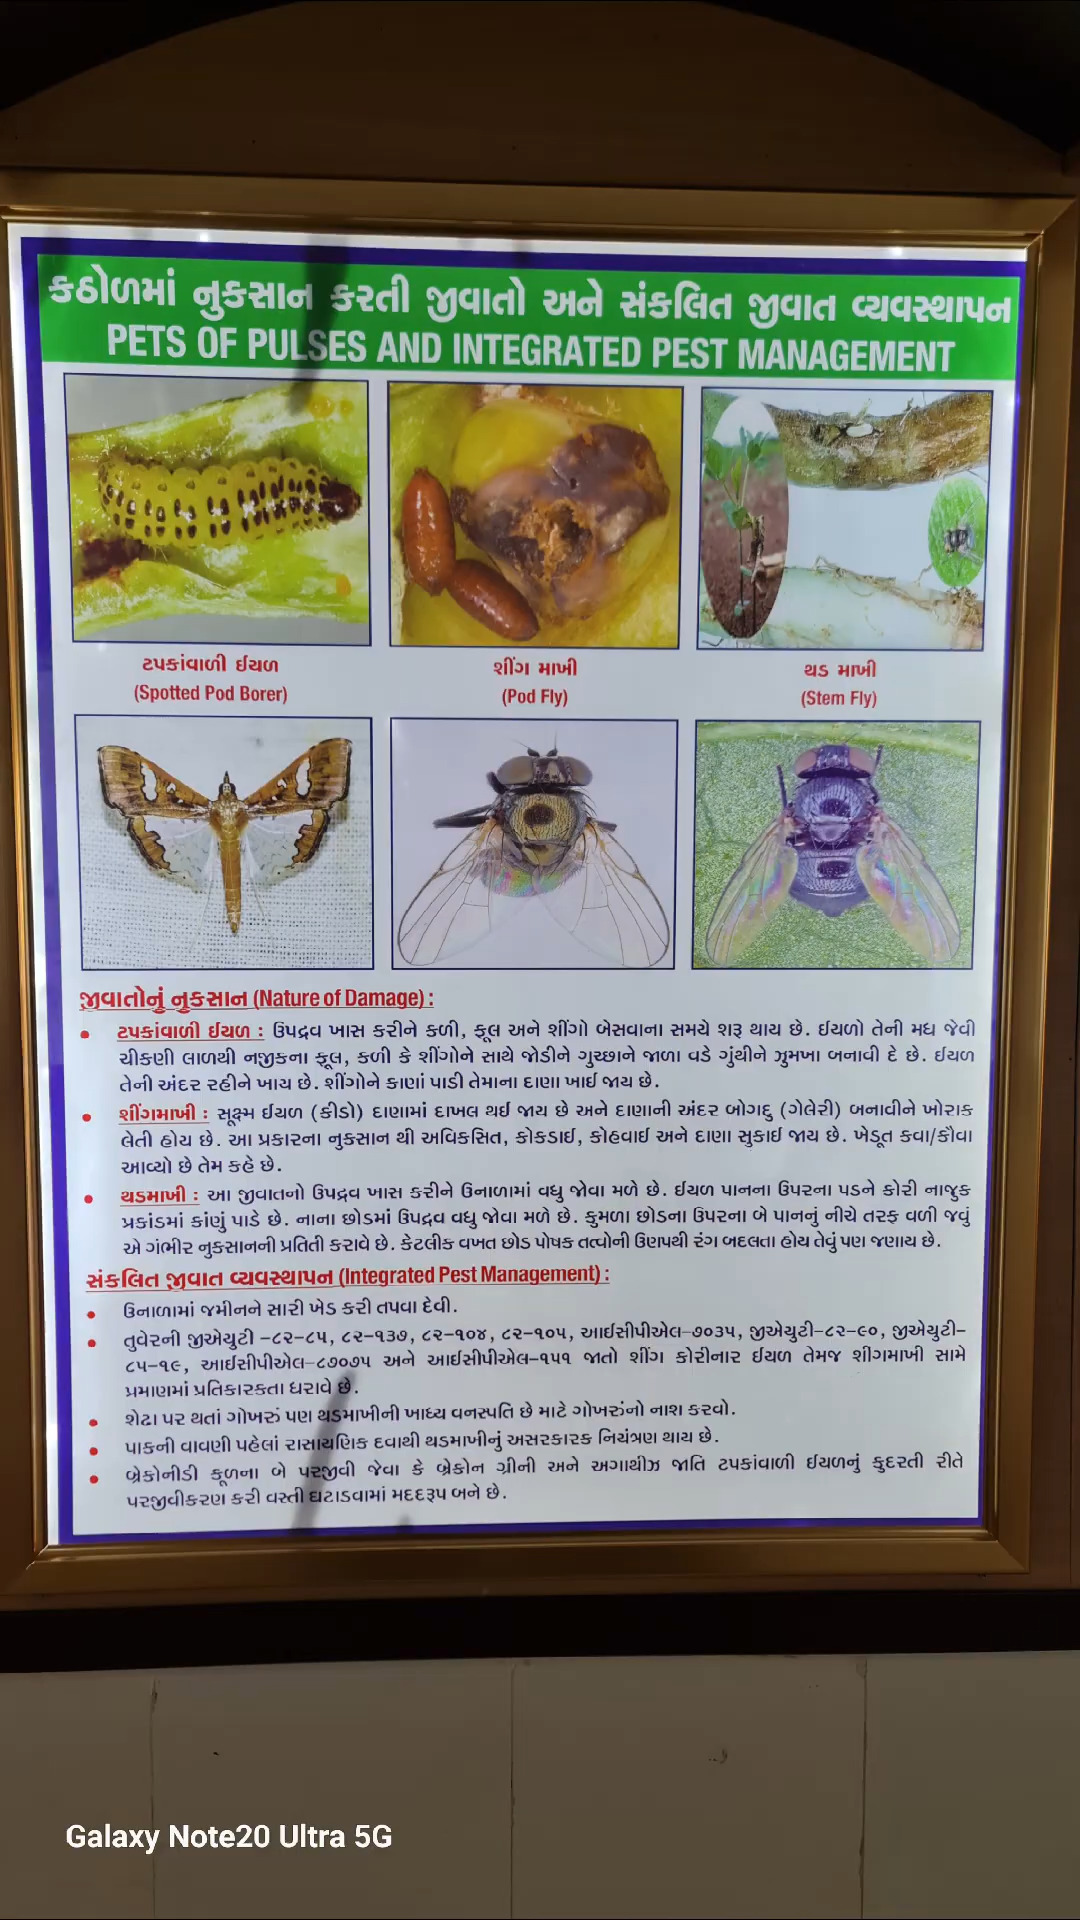 કઠોળમાં નુકસાન કરતી જીવાતો અને સંકલિત જીવાત વ્યવસ્થાપન
PETS OF PULSES AND INTEGRATED PEST MANAGEMENT
ટપકાંવાળી ઈયળ
(Spotted Pod Borer)
શીંગ માખી
(Pod Fly)
થડ માખી
(Stem Fly)
જીવાતોનું નુકસાન (Nature of Damage) :
• ટપકાંવાળી ઈયળ : ઉપદ્રવ ખાસ કરીને કળી, ફૂલ અને શીંગો બેસવાના સમયે શરૂ થાય છે. ઈયળો તેની મધ જેવી
ચીકણી લાળથી નજીકના ફૂલ, કળી કે શીંગોને સાથે જોડીને ગુચ્છાને જાળા વડે ગુંથીને ઝુમખા બનાવી દે છે. ઈયળ
તેની અંદર રહીને ખાય છે. શીંગોને કાણાં પાડી તેમાના દાણા ખાઈ જાય છે.
• શીંગમાખી : સૂક્ષ્મ ઈયળ (કીડો) દાણામાં દાખલ થઈ જાય છે અને દાણાની અંદર બોગદુ (ગેલેરી) બનાવીને ખોરાક
લેતી હોય છે. આ પ્રકારના નુકસાન થી અવિકસિત, કોકડાઈ, કોહવાઈ અને દાણા સુકાઈ જાય છે. ખેડૂત કવા/કૌવા
આવ્યો છે તેમ કહે છે.
• થડમાખી : આ જીવાતનો ઉપદ્રવ ખાસ કરીને ઉનાળામાં વધુ જોવા મળે છે. ઈયળ પાનના ઉપરના પડને કોરી નાજુક
પ્રકાંડમાં કાંણું પાડે છે. નાના છોડમાં ઉપદ્રવ વધુ જોવા મળે છે. કુમળા છોડના ઉપરના બે પાનનું નીચે તરફ વળી જવું
એ ગંભીર નુકસાનની પ્રતિતી કરાવે છે. કેટલીક વખત છોડ પોષક તત્વોની ઉણપથી રંગ બદલતા હોય તેવું પણ જણાય છે.
સંકલિત જીવાત વ્યવસ્થાપન (Integrated Pest Management) :
• ઉનાળામાં જમીનને સારી ખેડ કરી તપવા દેવી.
• તુવેરની જીએયુટી –૮૨–૮૫, ૮૨–૧૩૭, ૮૨–૧૦૪, ૮૨–૧૦૫, આઈસીપીએલ–૭૦૩૫, જીએયુટી–૮૨–૯૦, જીએયુટી–
૮૫–૧૯, આઈસીપીએલ–૮૭૦૭૫ અને આઈસીપીએલ–૧૫૧ જાતો શીંગ કોરીનાર ઈયળ તેમજ શીગમાખી સામે
પ્રમાણમાં પ્રતિકારકતા ધરાવે છે.
• શેઢા પર થતાં ગોખરું પણ થડમાખીની ખાધ્ય વનસ્પતિ છે માટે ગોખરુંનો નાશ કરવો.
• પાકની વાવણી પહેલાં રાસાયણિક દવાથી થડમાખીનું અસરકારક નિયંત્રણ થાય છે.
• બ્રેકોનીડી કૂળના બે પરજીવી જેવા કે બ્રેકોન ગ્રીની અને અગાથીઝ જાતિ ટપકાંવાળી ઈયળનું કુદરતી રીતે
પરજીવીકરણ કરી વસ્તી ઘટાડવામાં મદદરૂપ બને છે.
Galaxy Note20 Ultra 5G